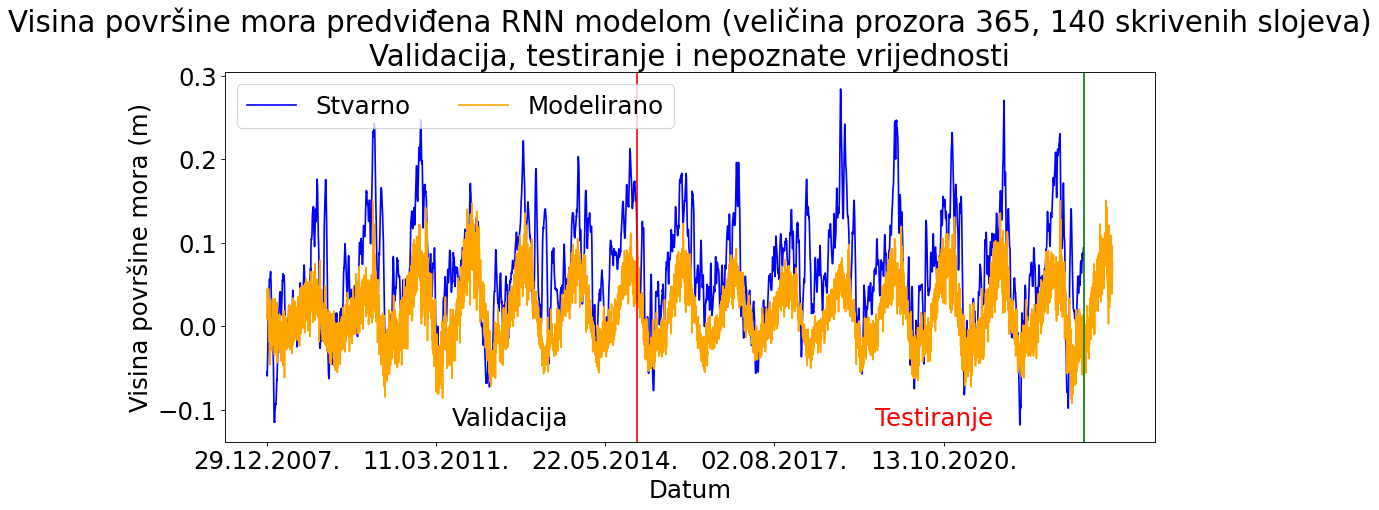 Visina površine mora predviđena RNN modelom (veličina prozora 365, 140 skrivenih slojeva)
Validacija, testiranje i nepoznate vrijednosti
Stvarno
Modelirano
Visina površine mora (m)
0.3
0.2
0.1
0.0
−0.1
Validacija
Testiranje
29.12.2007.
11.03.2011.
22.05.2014.
02.08.2017.
13.10.2020.
Datum